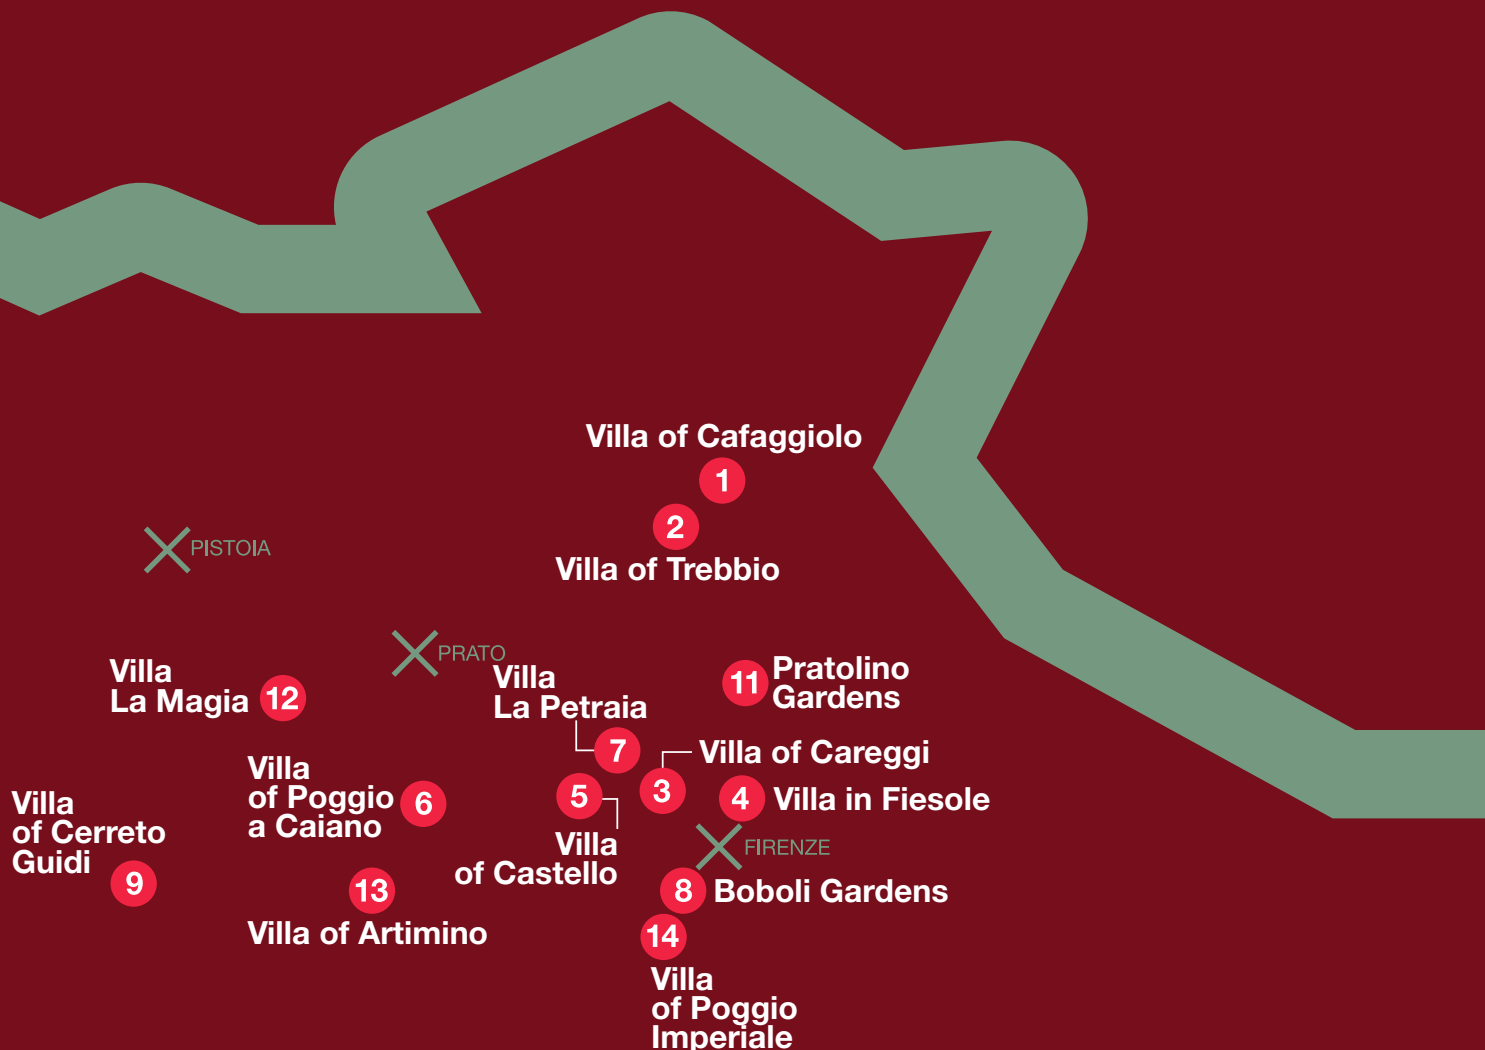 Villa of Cafaggiolo
1
2
Villa of Trebbio
PISTOIA
PRATO
Villa
La Magia
12
Villa
La Petraia
7
11
Pratolino
Gardens
Villa of Careggi
3
4
Villa in Fiesole
Villa
of Poggio
a Caiano
6
5
Villa
of Castello
Villa
of Cerreto
Guidi
9
FIRENZE
13
Villa of Artimino
8
Boboli Gardens
14
Villa
of Poggio
Imperiale